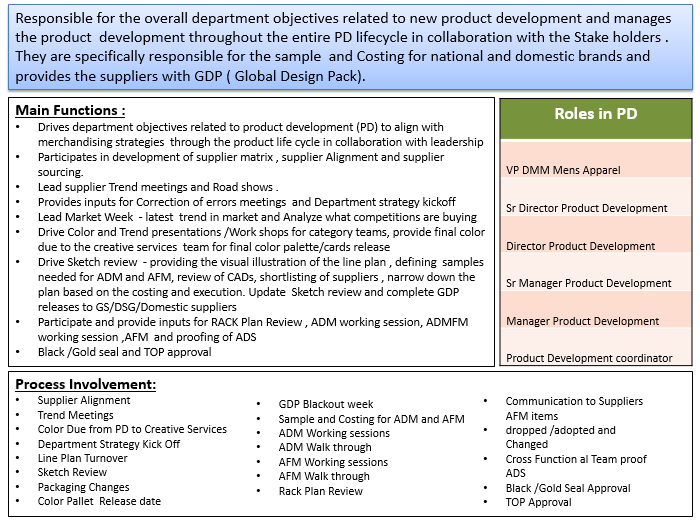 Responsible for the overall department objectives related to new product development and manages
the product development throughout the entire PD lifecycle in collaboration with the Stake holders .
They are specifically responsible for the sample and Costing for national and domestic brands and
provides the suppliers with GDP ( Global Design Pack).
Main Functions :
• Drives department objectives related to product development (PD) to align with
merchandising strategies through the product life cycle in collaboration with leadership
• Participates in development of supplier matrix , supplier Alignment and supplier
sourcing.
• Lead supplier Trend meetings and Road shows .
• Provides inputs for Correction of errors meetings and Department strategy kickoff
• Lead Market Week - latest trend in market and Analyze what competitions are buying
• Drive Color and Trend presentations /Work shops for category teams, provide final color
due to the creative services team for final color palette/cards release
• Drive Sketch review - providing the visual illustration of the line plan , defining samples
needed for ADM and AFM, review of CADs, shortlisting of suppliers , narrow down the
plan based on the costing and execution. Update Sketch review and complete GDP
releases to GS/DSG/Domestic suppliers
• Participate and provide inputs for RACK Plan Review , ADM working session, ADMFM
working session ,AFM and proofing of ADS
• Black /Gold seal and TOP approval
Roles in PD
VP DMM Mens Apparel
Sr Director Product Development
Director Product Development
Sr Manager Product Development
Manager Product Development
Product Development coordinator
Process Involvement:
• Supplier Alignment
• Trend Meetings
• Color Due from PD to Creative Services
• Department Strategy Kick Off
• Line Plan Turnover
• Sketch Review
• Packaging Changes
• Color Pallet Release date
• GDP Blackout week
• Sample and Costing for ADM and AFM
• ADM Working sessions
• ADM Walk through
• AFM Working sessions
• AFM Walk through
• Rack Plan Review
• Communication to Suppliers
AFM items
• dropped /adopted and
Changed
• Cross Function al Team proof
ADS
• Black /Gold Seal Approval
• TOP Approval